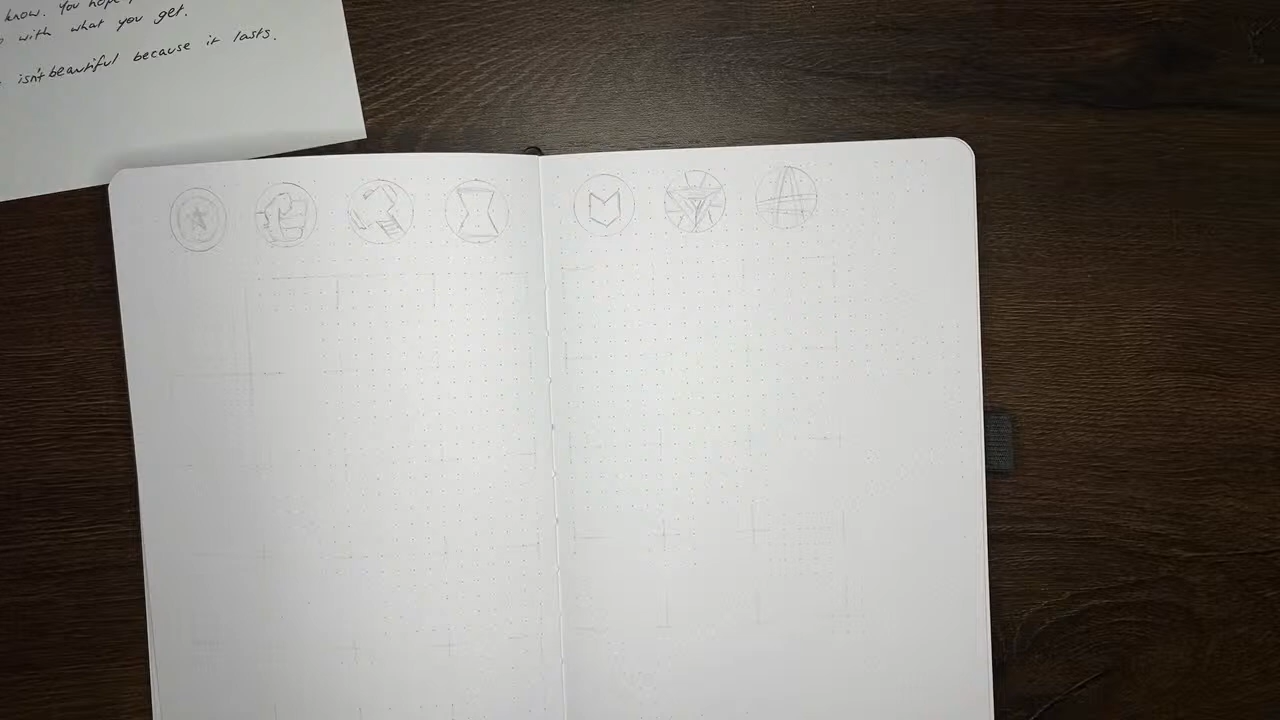 know. You hope
with what you get.
isn't beautiful because it lasts.